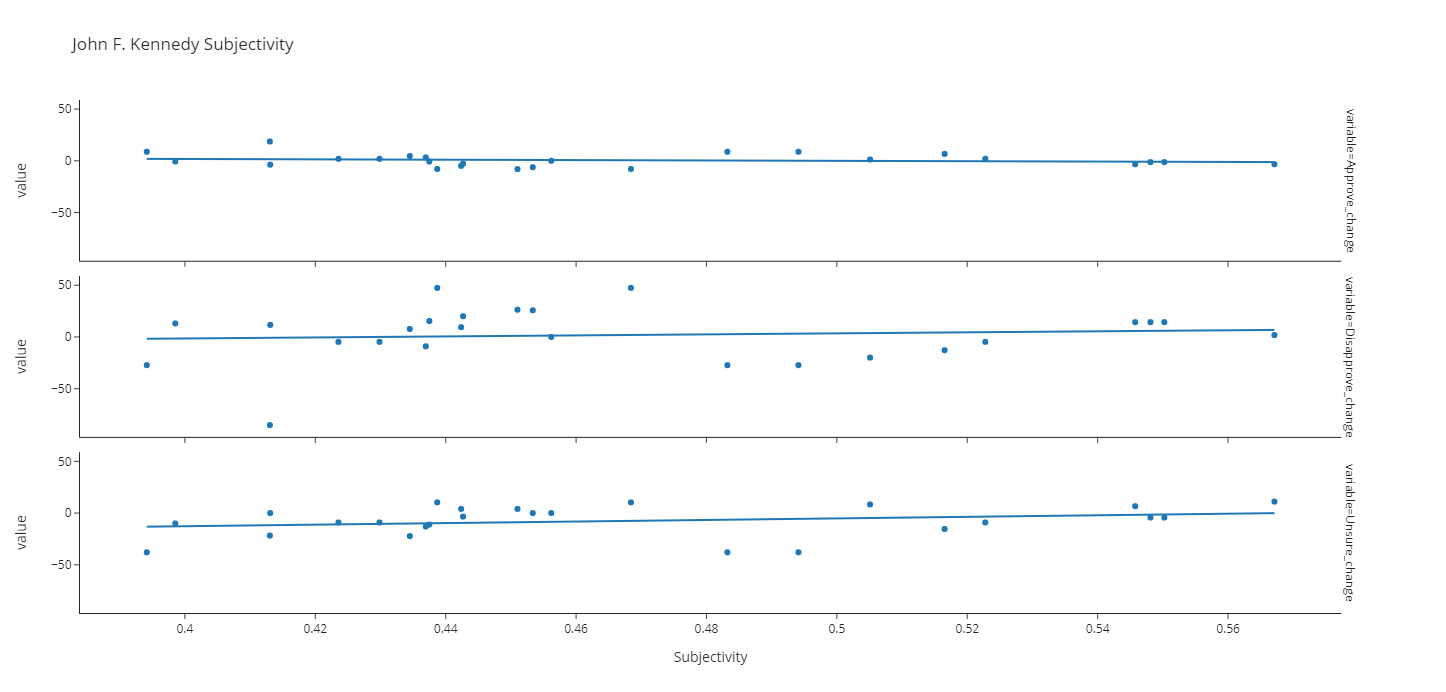 John F. Kennedy Subjectivity
50
0
−50
value
variable=Approve_change
50
0
−50
value
variable=Disapprove_change
50
0
−50
value
variable=Unsure_change
0.4 0.42 0.44 0.46 0.48 0.5 0.52 0.54 0.56
Subjectivity